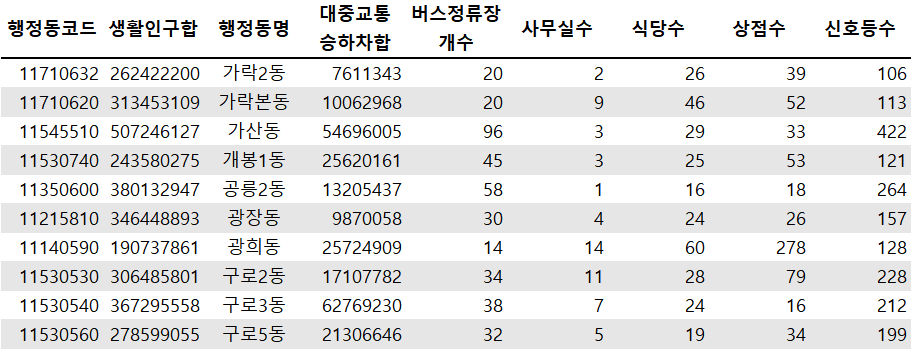 행정동코드 생활인구합 행정동명 대중교통 승하차합 버스정류장 개수 사무실수 식당수 상점수 신호등수
11710632 262422200 가락2동 7611343 20 2 26 39 106
11710620 313453109 가락본동 10062968 20 9 46 52 113
11545510 507246127 가산동 54696005 96 3 29 33 422
11530740 243580275 개봉1동 25620161 45 3 25 53 121
11350600 380132947 공릉2동 13205437 58 1 16 18 264
11215810 346448893 광장동 9870058 30 4 24 26 157
11140590 190737861 광희동 25724909 14 14 60 278 128
11530530 306485801 구로2동 17107782 34 11 28 79 228
11530540 367295558 구로3동 62769230 38 7 24 16 212
11530560 278599055 구로5동 21306646 32 5 19 34 199